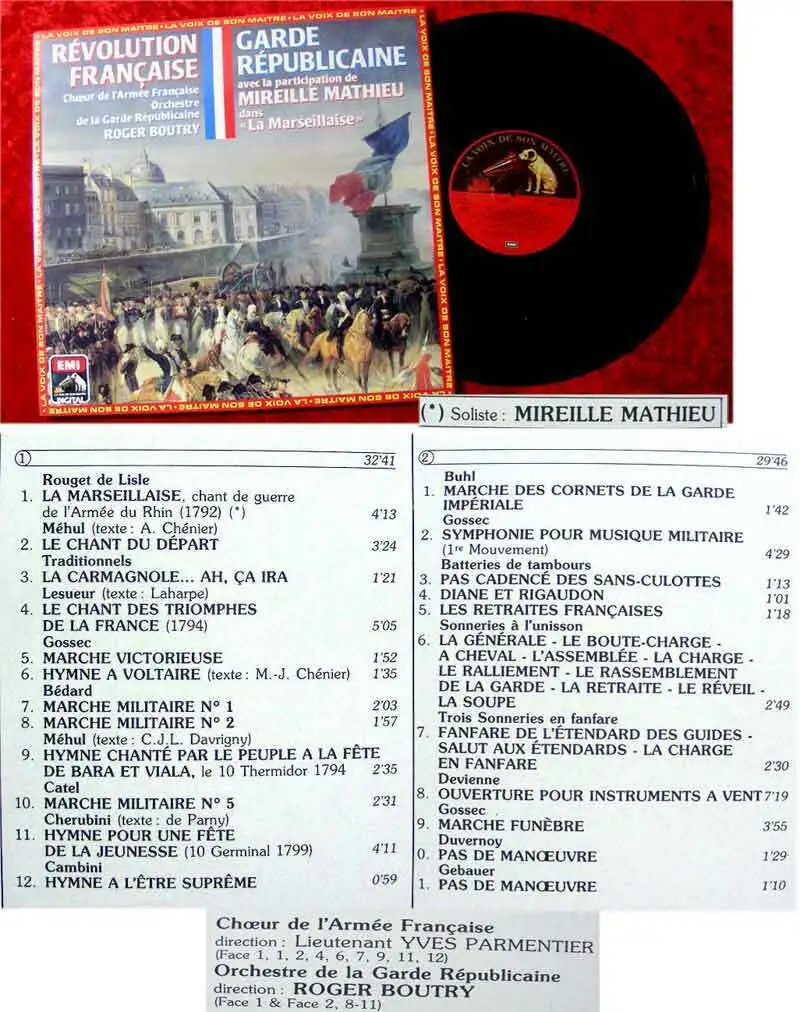 RÉVOLUTION
FRANÇAISE
Chœur de l'Armée Française
Orchestre
de la Garde Républicaine
ROGER BOUTRY
GARDE
RÉPUBLICAINE
avec la participation de
MIREILLE MATHIEU
dans
«La Marseillaise»
LA VOIX DE SON MAITRE • LA VOIX DE SON MAITRE • LA VOIX DE SON MAITRE
EMI
DIGITAL
LA VOIX DE SON MAITRE
EMI
(*) Soliste : MIREILLE MATHIEU
1 32'41
Rouget de Lisle
1. LA MARSEILLAISE, chant de guerre
de l'Armée du Rhin (1792) (*) 4'13
Méhul (texte : A. Chénier)
2. LE CHANT DU DÉPART 3'24
Traditionnels
3. LA CARMAGNOLE... AH, ÇA IRA 1'21
Lesueur (texte : Laharpe)
4. LE CHANT DES TRIOMPHES
DE LA FRANCE (1794) 5'05
Gossec
5. MARCHE VICTORIEUSE 1'52
6. HYMNE A VOLTAIRE (texte : M.-J. Chénier) 1'35
Bédard
7. MARCHE MILITAIRE N° 1 2'03
8. MARCHE MILITAIRE N° 2 1'57
Méhul (texte : C.J.L. Davrigny)
9. HYMNE CHANTÉ PAR LE PEUPLE A LA FÊTE
DE BARA ET VIALA, le 10 Thermidor 1794 2'35
Catel
10. MARCHE MILITAIRE N° 5 2'31
Cherubini (texte : de Parny)
11. HYMNE POUR UNE FÊTE
DE LA JEUNESSE (10 Germinal 1799) 4'11
Cambini
12. HYMNE A L'ÊTRE SUPRÊME 0'59
2 29'46
Buhl
1. MARCHE DES CORNETS DE LA GARDE
IMPÉRIALE 1'42
Gossec
2. SYMPHONIE POUR MUSIQUE MILITAIRE
(1re Mouvement) 4'29
Batteries de tambours
3. PAS CADENCÉ DES SANS-CULOTTES 1'13
4. DIANE ET RIGAUDON 1'01
5. LES RETRAITES FRANÇAISES 1'18
Sonneries à l'unisson
6. LA GÉNÉRALE - LE BOUTE-CHARGE -
A CHEVAL - L'ASSEMBLÉE - LA CHARGE -
LE RALLIEMENT - LE RASSEMBLEMENT
DE LA GARDE - LA RETRAITE - LE RÉVEIL -
LA SOUPE 2'49
Trois Sonneries en fanfare
7. FANFARE DE L'ÉTENDARD DES GUIDES -
SALUT AUX ÉTENDARDS - LA CHARGE
EN FANFARE 2'30
Devienne
8. OUVERTURE POUR INSTRUMENTS A VENT 7'19
Gossec
9. MARCHE FUNÈBRE 3'55
Duvernoy
0. PAS DE MANŒUVRE 1'29
Gebauer
1. PAS DE MANŒUVRE 1'10
Chœur de l'Armée Française
direction : Lieutenant YVES PARMENTIER
(Face 1, 1, 2, 4, 6, 7, 9, 11, 12)
Orchestre de la Garde Républicaine
direction : ROGER BOUTRY
(Face 1 & Face 2, 8-11)